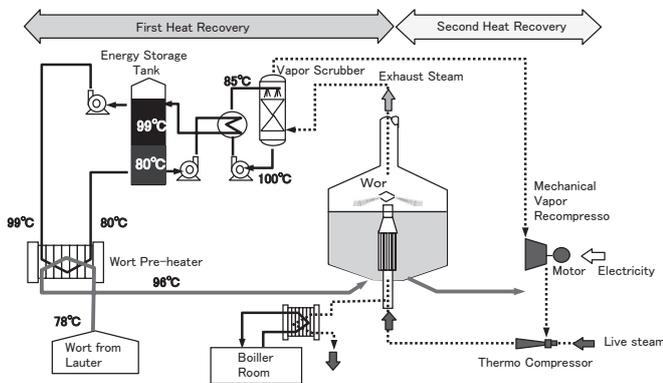 First Heat Recovery
Second Heat Recovery
Energy Storage
Tank
Vapor Scrubber
Exhaust Steam
85℃
99℃
80℃
100℃
Wor
Mechanical
Vapor
Recompresso
99℃
80℃
Wort Pre-heater
96℃
Motor
Electricity
78℃
Wort from
Lauter
Boiller
Room
Live steam
Thermo Compressor